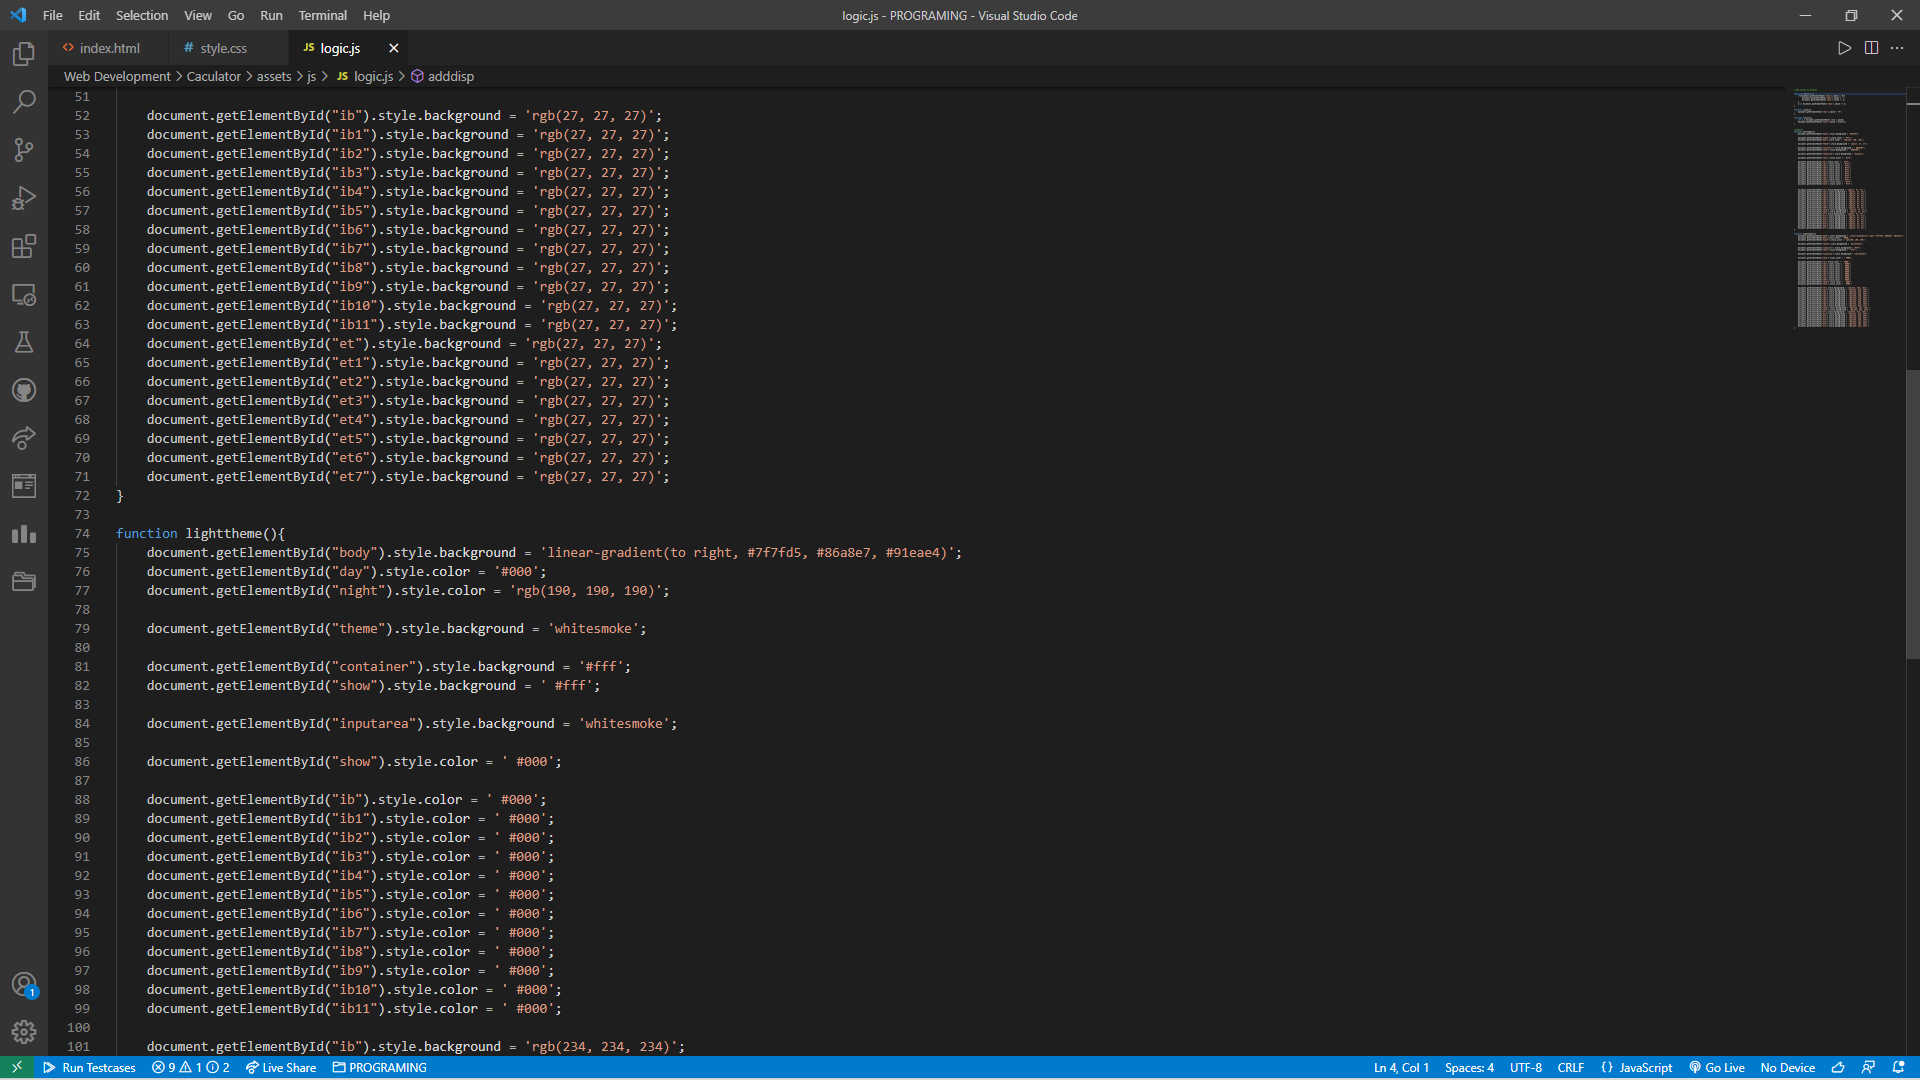 File Edit Selection View Go Run Terminal Help
logic.js - PROGRAMING - Visual Studio Code
<> index.html
# style.css
JS logic.js
Web Development > Caculator > assets > js > JS logic.js > adddisp
51
52 document.getElementById("ib").style.background = 'rgb(27, 27, 27)';
53 document.getElementById("ib1").style.background = 'rgb(27, 27, 27)';
54 document.getElementById("ib2").style.background = 'rgb(27, 27, 27)';
55 document.getElementById("ib3").style.background = 'rgb(27, 27, 27)';
56 document.getElementById("ib4").style.background = 'rgb(27, 27, 27)';
57 document.getElementById("ib5").style.background = 'rgb(27, 27, 27)';
58 document.getElementById("ib6").style.background = 'rgb(27, 27, 27)';
59 document.getElementById("ib7").style.background = 'rgb(27, 27, 27)';
60 document.getElementById("ib8").style.background = 'rgb(27, 27, 27)';
61 document.getElementById("ib9").style.background = 'rgb(27, 27, 27)';
62 document.getElementById("ib10").style.background = 'rgb(27, 27, 27)';
63 document.getElementById("ib11").style.background = 'rgb(27, 27, 27)';
64 document.getElementById("et").style.background = 'rgb(27, 27, 27)';
65 document.getElementById("et1").style.background = 'rgb(27, 27, 27)';
66 document.getElementById("et2").style.background = 'rgb(27, 27, 27)';
67 document.getElementById("et3").style.background = 'rgb(27, 27, 27)';
68 document.getElementById("et4").style.background = 'rgb(27, 27, 27)';
69 document.getElementById("et5").style.background = 'rgb(27, 27, 27)';
70 document.getElementById("et6").style.background = 'rgb(27, 27, 27)';
71 document.getElementById("et7").style.background = 'rgb(27, 27, 27)';
72 }
73
74 function lighttheme(){
75 document.getElementById("body").style.background = 'linear-gradient(to right, #7f7fd5, #86a8e7, #91eae4)';
76 document.getElementById("day").style.color = '#000';
77 document.getElementById("night").style.color = 'rgb(190, 190, 190)';
78
79 document.getElementById("theme").style.background = 'whitesmoke';
80
81 document.getElementById("container").style.background = '#fff';
82 document.getElementById("show").style.background = ' #fff';
83
84 document.getElementById("inputarea").style.background = 'whitesmoke';
85
86 document.getElementById("show").style.color = ' #000';
87
88 document.getElementById("ib").style.color = ' #000';
89 document.getElementById("ib1").style.color = ' #000';
90 document.getElementById("ib2").style.color = ' #000';
91 document.getElementById("ib3").style.color = ' #000';
92 document.getElementById("ib4").style.color = ' #000';
93 document.getElementById("ib5").style.color = ' #000';
94 document.getElementById("ib6").style.color = ' #000';
95 document.getElementById("ib7").style.color = ' #000';
96 document.getElementById("ib8").style.color = ' #000';
97 document.getElementById("ib9").style.color = ' #000';
98 document.getElementById("ib10").style.color = ' #000';
99 document.getElementById("ib11").style.color = ' #000';
100
101 document.getElementById("ib").style.background = 'rgb(234, 234, 234)';
1
Run Testcases 9 1 2 Live Share PROGRAMING
Ln 4, Col 1 Spaces: 4 UTF-8 CRLF {} JavaScript Go Live No Device